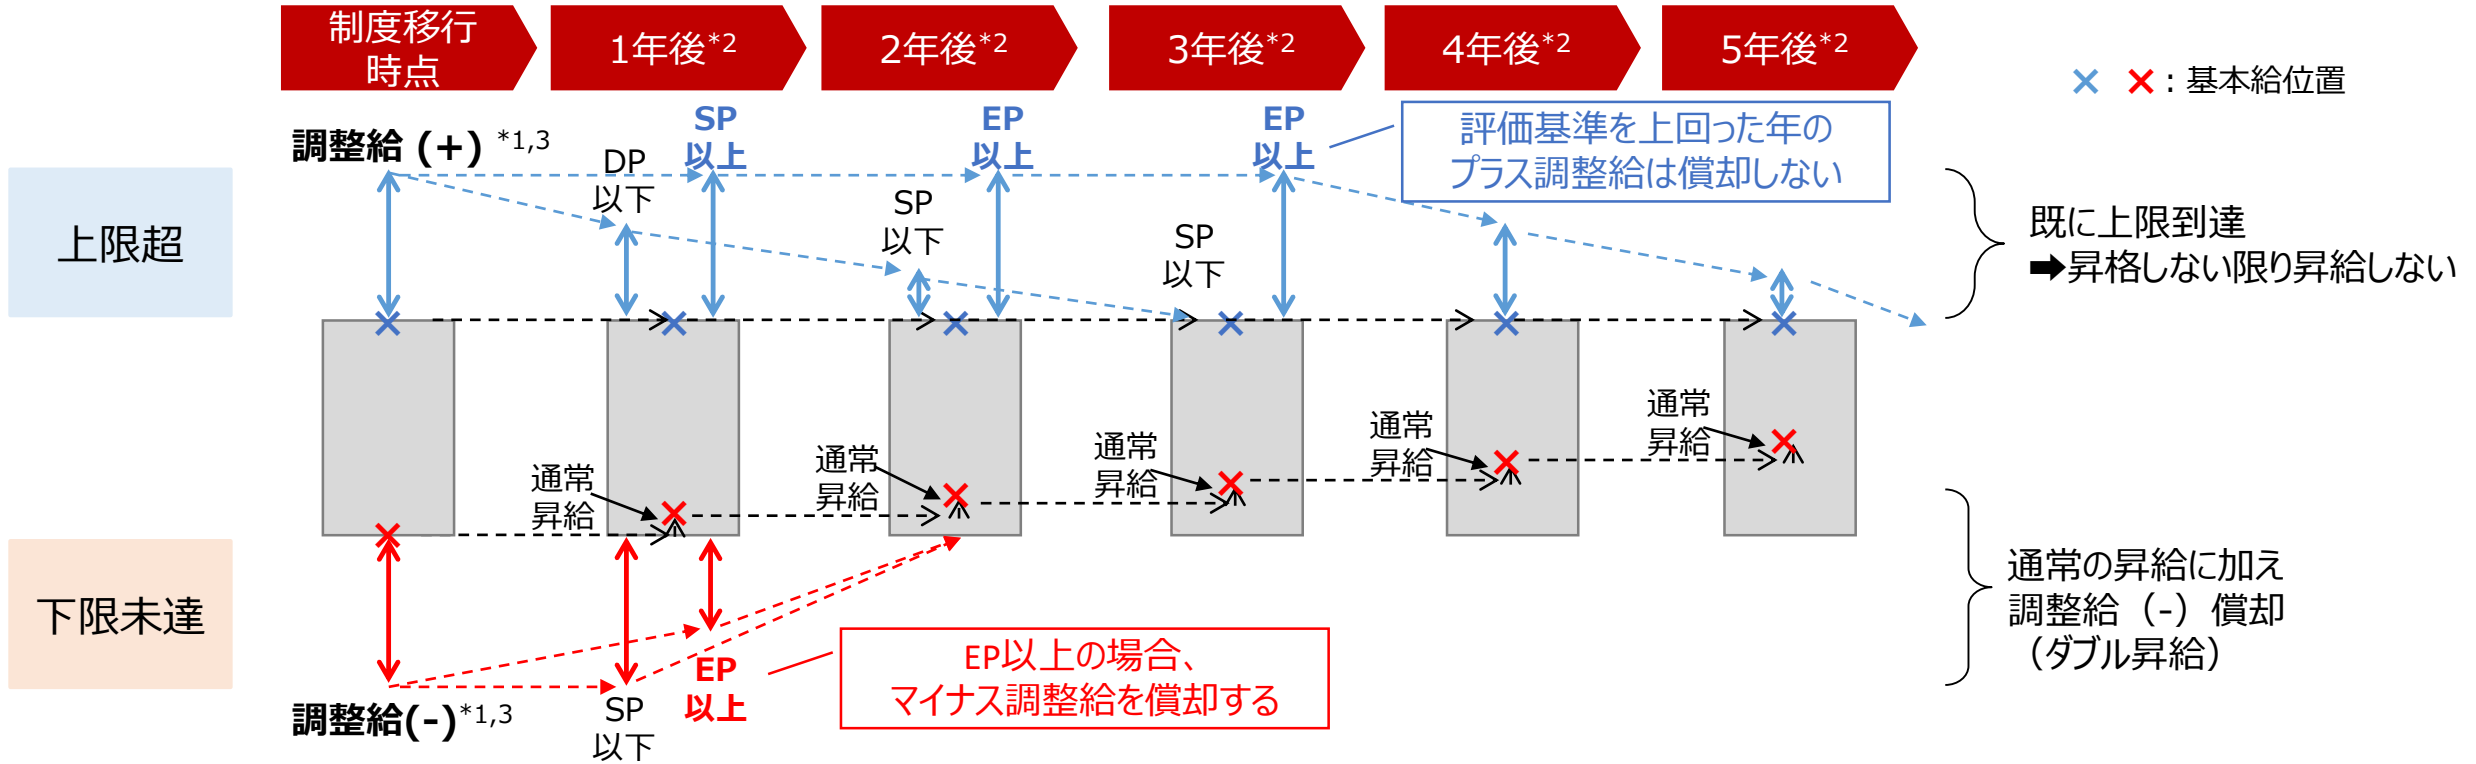 制度移行
時点
1年後*2
2年後*2
3年後*2
4年後*2
5年後*2
× ×：基本給位置
調整給 (+) *1,3
DP
以下
SP
以上
SP
以下
EP
以上
SP
以下
EP
以上
評価基準を上回った年の
プラス調整給は償却しない
上限超
既に上限到達
➡昇格しない限り昇給しない
通常
昇給
通常
昇給
通常
昇給
通常
昇給
通常
昇給
下限未達
通常の昇給に加え
調整給（-）償却
（ダブル昇給）
調整給(-)*1,3
SP
以下
EP
以上
EP以上の場合、
マイナス調整給を償却する